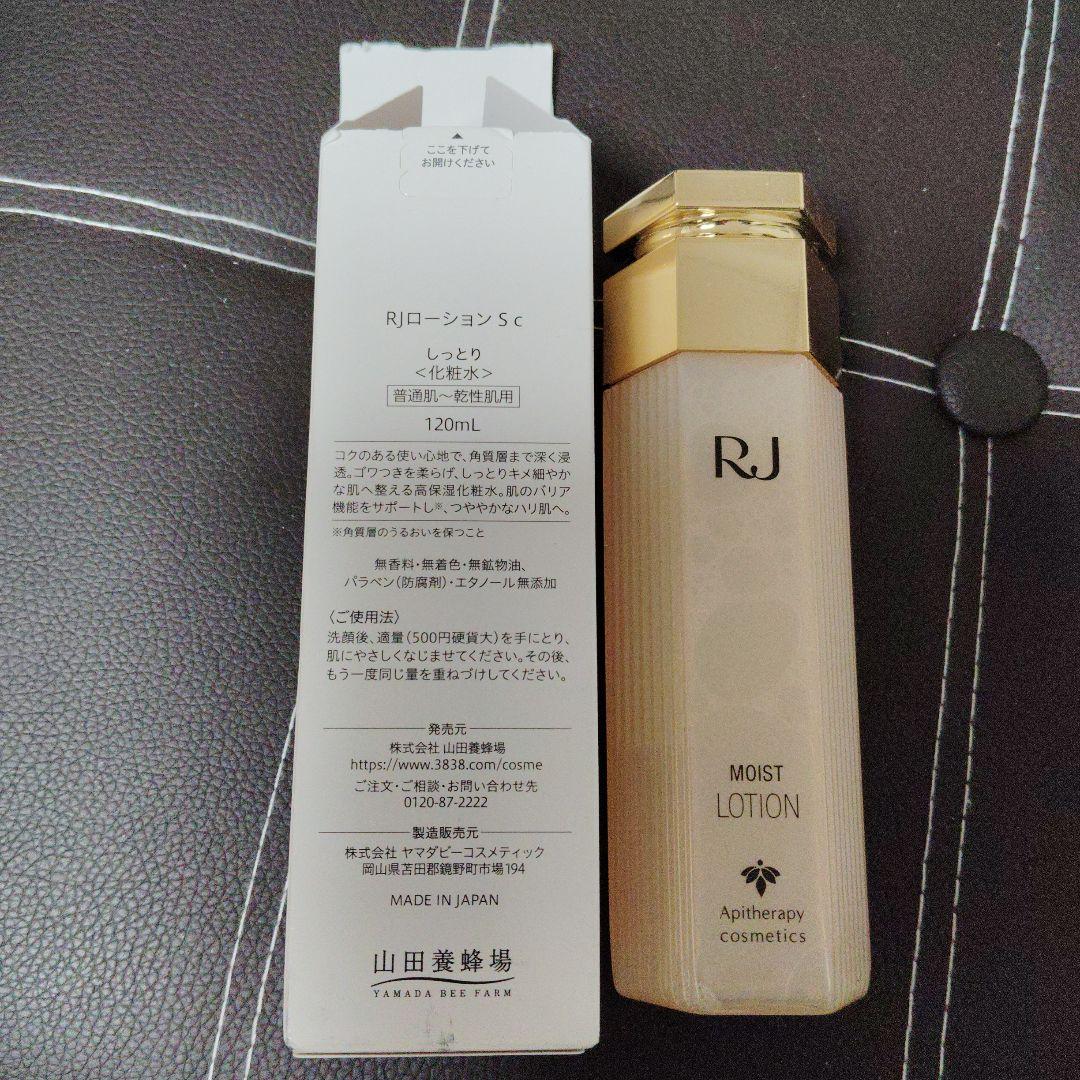 ここを下げて
お開けください
RJローション S c
しっとり
＜化粧水＞
普通肌～乾性肌用
120mL
コクのある使い心地で、角質層まで深く浸
透。ゴワつきを柔らげ、しっとりキメ細やか
な肌へ整える高保湿化粧水。肌のバリア
機能をサポートし※、つややかなハリ肌へ。
※角質層のうるおいを保つこと
無香料・無着色・無鉱物油、
パラベン（防腐剤）・エタノール無添加
〈ご使用法〉
洗顔後、適量（500円硬貨大）を手にとり、
肌にやさしくなじませてください。その後、
もう一度同じ量を重ねづけしてください。
発売元
株式会社 山田養蜂場
https://www.3838.com/cosme
ご注文・ご相談・お問い合わせ先
0120-87-2222
製造販売元
株式会社 ヤマダビーコスメティック
岡山県苫田郡鏡野町市場194
MADE IN JAPAN
山田養蜂場
YAMADA BEE FARM
RJ
MOIST
LOTION
Apitherapy
cosmetics